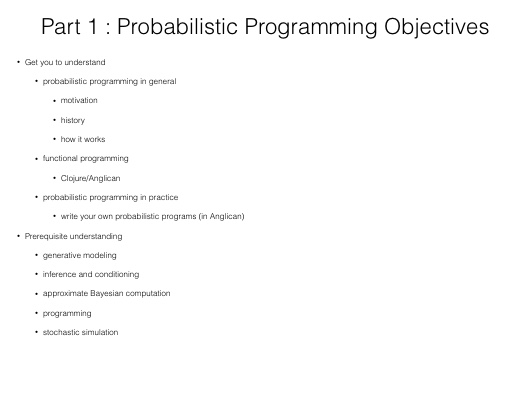 Part 1 : Probabilistic Programming Objectives
• Get you to understand
• probabilistic programming in general
• motivation
• history
• how it works
• functional programming
• Clojure/Anglican
• probabilistic programming in practice
• write your own probabilistic programs (in Anglican)
• Prerequisite understanding
• generative modeling
• inference and conditioning
• approximate Bayesian computation
• programming
• stochastic simulation